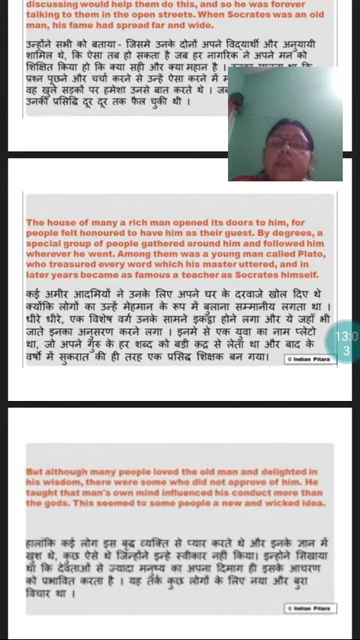 discussing would help them do this, and so he was forever
talking to them in the open streets. When Socrates was an old
man, his fame had spread far and wide.
उन्होंने सभी को बताया - जिसमे उनके दोनों अपने विद्यार्थी और अनुयायी
शामिल थे, कि ऐसा तब हो सकता है जब हर नागरिक ने अपने मन को
शिक्षित किया हो कि क्या सही और क्या महान है ।
प्रश्न पूछने और चर्चा करने से उन्हें ऐसा करने में
वह खुले सड़कों पर हमेशा उनसे बात करते थे ।
उनकी प्रसिद्धि दूर दूर तक फैल चुकी थी ।
The house of many a rich man opened its doors to him, for
people felt honoured to have him as their guest. By degrees, a
special group of people gathered around him and followed him
wherever he went. Among them was a young man called Plato,
who treasured every word which his master uttered, and in
later years became as famous a teacher as Socrates himself.
कई अमीर आदमियों ने उनके लिए अपने घर के दरवाजे खोल दिए थे
क्योंकि लोगों का उन्हें मेहमान के रूप में बुलाना सम्मानीय लगता था ।
धीरे धीरे, एक विशेष वर्ग उनके सामने इकट्ठा होने लगा और ये जहाँ भी
जाते इनका अनुसरण करने लगा । इनमे से एक युवा का नाम प्लेटो
था, जो अपने गुरु के हर शब्द को बड़ी कद्र से लेता था और बाद के
वर्षों में सुकरात की ही तरह एक प्रसिद्ध शिक्षक बन गया।
© Indian Pitara
13:0
3
But although many people loved the old man and delighted in
his wisdom, there were some who did not approve of him. He
taught that man's own mind influenced his conduct more than
the gods. This seemed to some people a new and wicked idea.
हालांकि कई लोग इस बृद्ध व्यक्ति से प्यार करते थे और इनके ज्ञान में
खुश थे, कुछ ऐसे थे जिन्होंने इन्हे स्वीकार नहीं किया। इन्होने सिखाया
था कि देवताओं से ज्यादा मनुष्य का अपना दिमाग ही इसके आचरण
को प्रभावित करता है । यह तर्क कुछ लोगों के लिए नया और बुरा
विचार था ।
© Indian Pitara